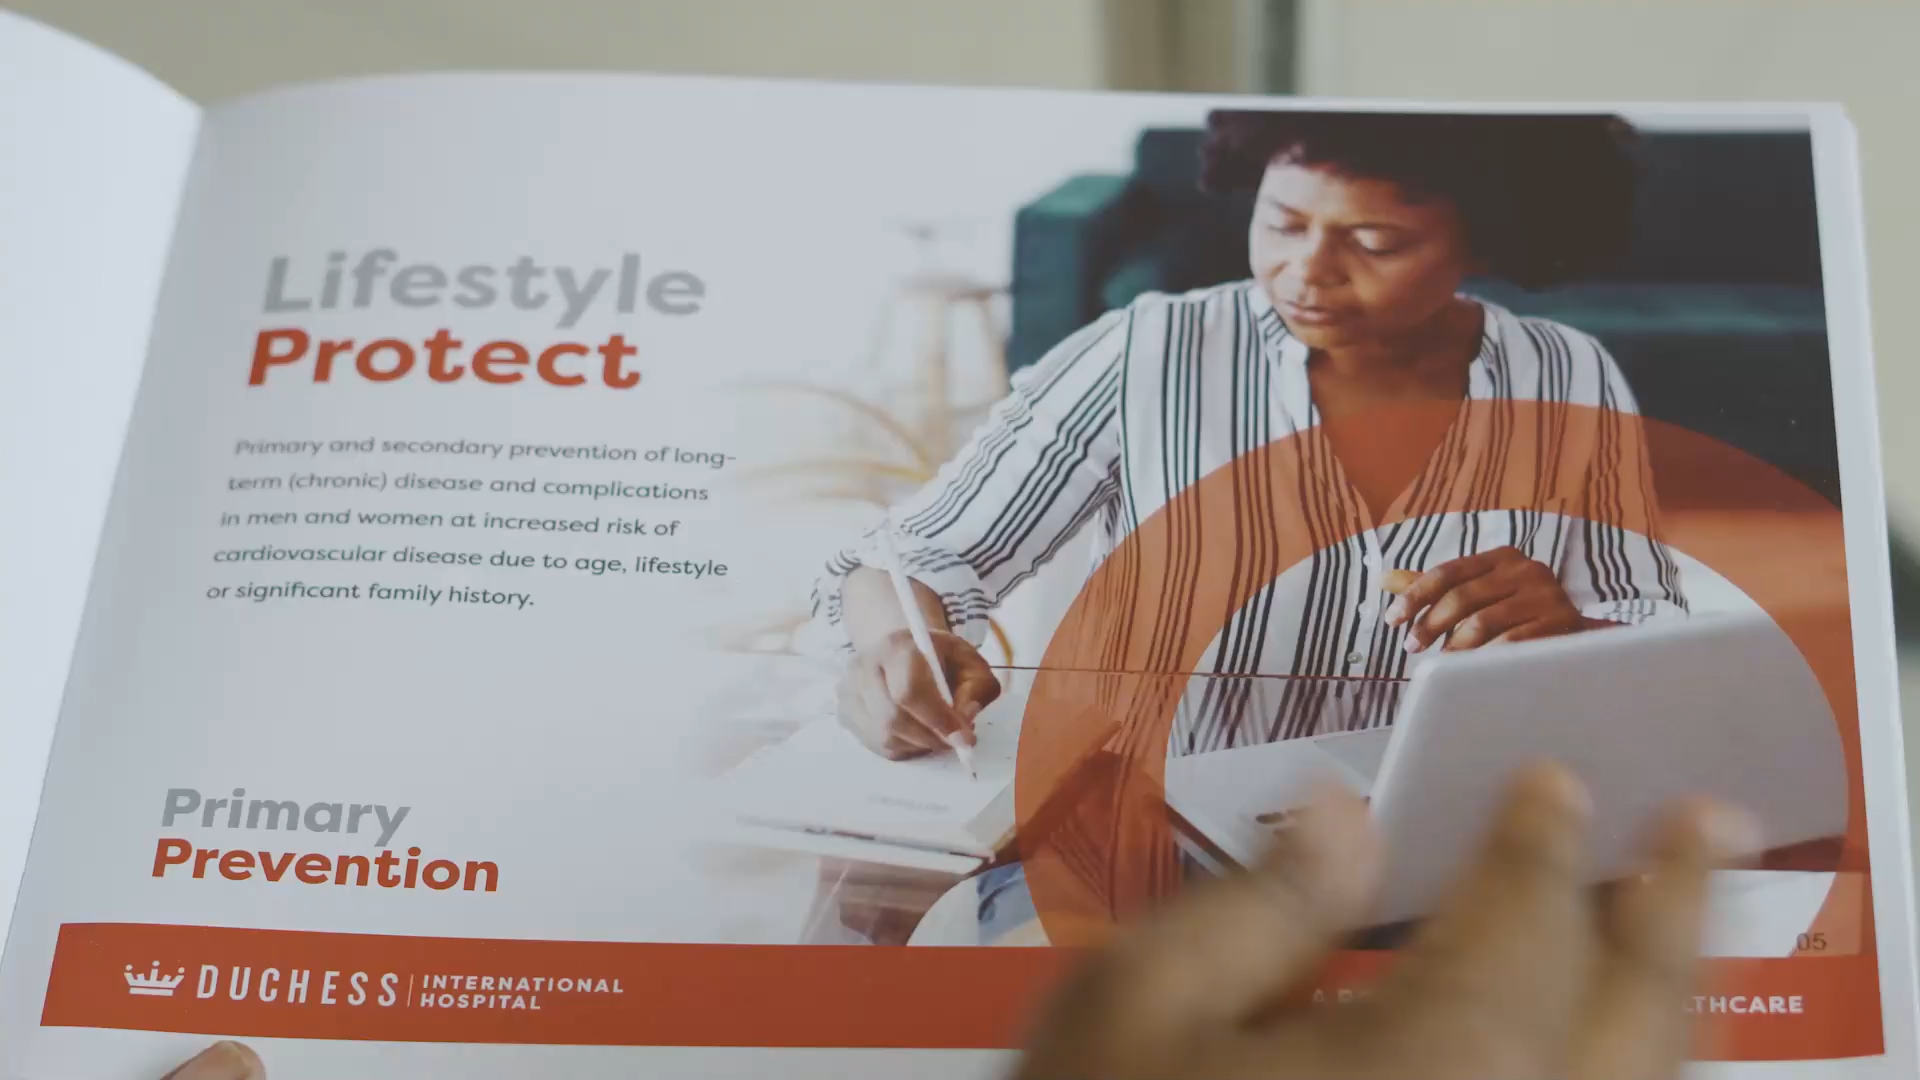 Lifestyle
Protect
Primary and secondary prevention of long-
term (chronic) disease and complications
in men and women at increased risk of
cardiovascular disease due to age, lifestyle
or significant family history.
Primary
Prevention
05
DUCHESS
INTERNATIONAL
HOSPITAL